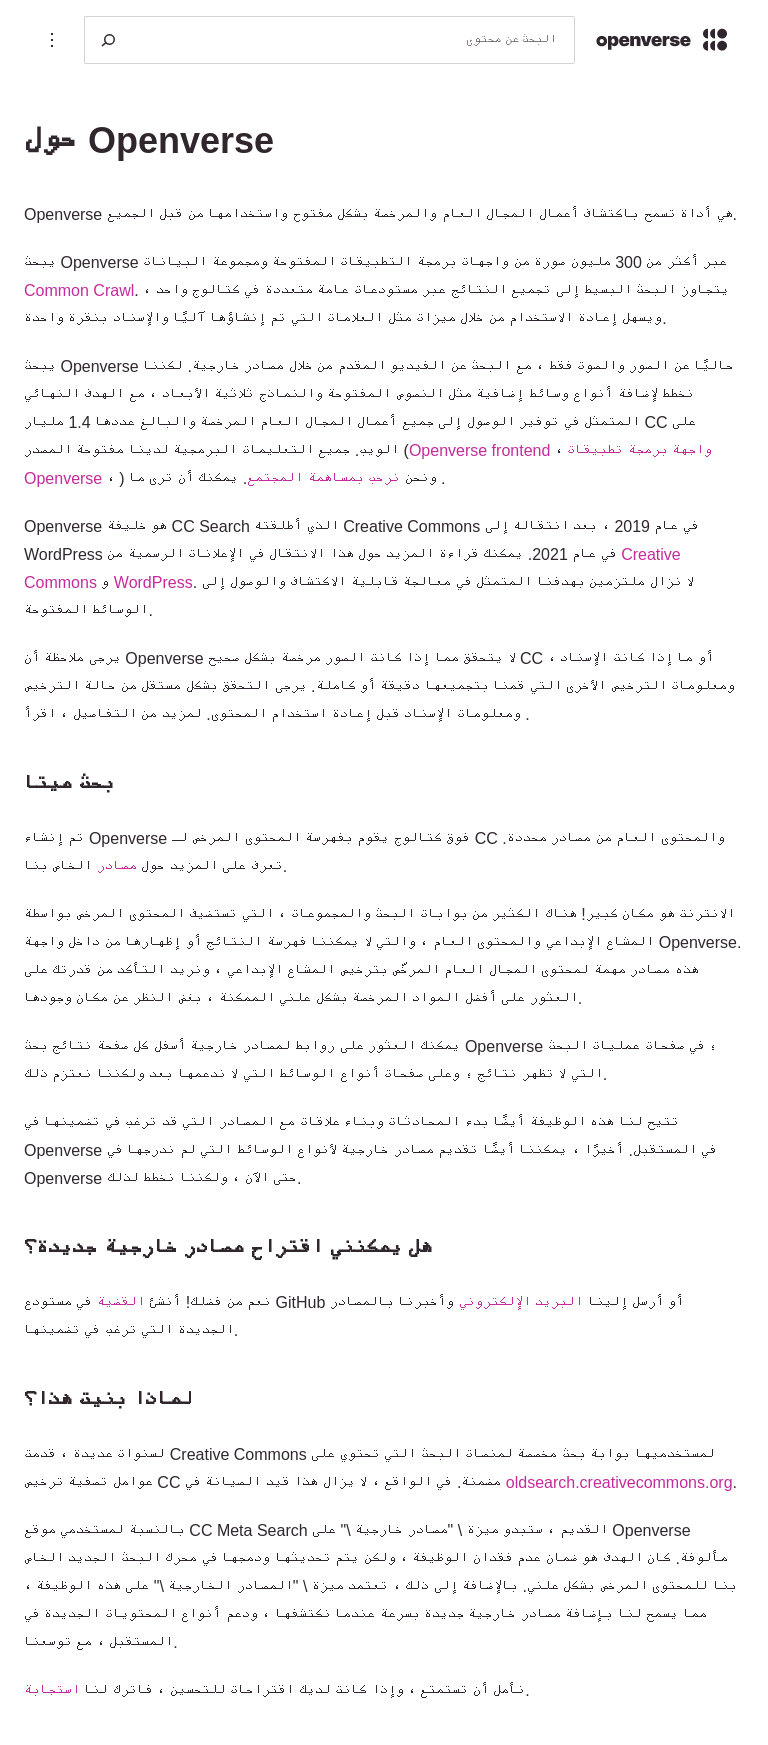 البحث عن محتوى
openverse
حول Openverse
Openverse هي أداة تسمح باكتشاف أعمال المجال العام والمرخصة بشكل مفتوح واستخدامها من قبل الجميع.
يبحث Openverse عبر أكثر من 300 مليون صورة من واجهات برمجة التطبيقات المفتوحة ومجموعة البيانات
Common Crawl. يتجاوز البحث البسيط إلى تجميع النتائج عبر مستودعات عامة متعددة في كتالوج واحد ،
ويسهل إعادة الاستخدام من خلال ميزات مثل العلامات التي تم إنشاؤها آليًا والإسناد بنقرة واحدة.
يبحث Openverse حاليًا عن الصور والصوت فقط ، مع البحث عن الفيديو المقدم من خلال مصادر خارجية. لكننا
نخطط لإضافة أنواع وسائط إضافية مثل النصوص المفتوحة والنماذج ثلاثية الأبعاد ، مع الهدف النهائي
المتمثل في توفير الوصول إلى جميع أعمال المجال العام المرخصة والبالغ عددها 1.4 مليار CC على
الويب. جميع التعليمات البرمجية لدينا مفتوحة المصدر (Openverse frontend ، واجهة برمجة تطبيقات
Openverse ، ) ونحن نرحب بمساهمة المجتمع. يمكنك أن ترى ما .
Openverse هو خليفة CC Search الذي أطلقته Creative Commons في عام 2019 ، بعد انتقاله إلى
WordPress في عام 2021. يمكنك قراءة المزيد حول هذا الانتقال في الإعلانات الرسمية من Creative
Commons و WordPress. لا نزال ملتزمين بهدفنا المتمثل في معالجة قابلية الاكتشاف والوصول إلى
الوسائط المفتوحة.
يرجى ملاحظة أن Openverse لا يتحقق مما إذا كانت الصور مرخصة بشكل صحيح CC ، أو ما إذا كانت الإسناد
ومعلومات الترخيص الأخرى التي قمنا بتجميعها دقيقة أو كاملة. يرجى التحقق بشكل مستقل من حالة الترخيص
ومعلومات الإسناد قبل إعادة استخدام المحتوى. لمزيد من التفاصيل ، اقرأ .
بحث ميتا
تم إنشاء Openverse فوق كتالوج يقوم بفهرسة المحتوى المرخص لـ CC والمحتوى العام من مصادر محددة.
تعرف على المزيد حول مصادر الخاص بنا.
الانترنت هو مكان كبير! هناك الكثير من بوابات البحث والمجموعات ، التي تستضيف المحتوى المرخص بواسطة
المشاع الإبداعي والمحتوى العام ، والتي لا يمكننا فهرسة النتائج أو إظهارها من داخل واجهة Openverse.
هذه مصادر مهمة لمحتوى المجال العام المرخّص بترخيص المشاع الإبداعي ، ونريد التأكد من قدرتك على
العثور على أفضل المواد المرخصة بشكل علني الممكنة ، بغض النظر عن مكان وجودها.
يمكنك العثور على روابط لمصادر خارجية أسفل كل صفحة نتائج بحث Openverse ؛ في صفحات عمليات البحث
التي لا تظهر نتائج ؛ وعلى صفحات أنواع الوسائط التي لا ندعمها بعد ولكننا نعتزم ذلك.
تتيح لنا هذه الوظيفة أيضًا بدء المحادثات وبناء علاقات مع المصادر التي قد ترغب في تضمينها في
Openverse في المستقبل. أخيرًا ، يمكننا أيضًا تقديم مصادر خارجية لأنواع الوسائط التي لم ندرجها في
Openverse حتى الآن ، ولكننا نخطط لذلك.
هل يمكنني اقتراح مصادر خارجية جديدة؟
نعم من فضلك! أنشئ القضية في مستودع GitHub أو أرسل إلينا البريد الإلكتروني وأخبرنا بالمصادر
الجديدة التي ترغب في تضمينها.
لماذا بنيت هذا؟
لسنوات عديدة ، قدمت Creative Commons لمستخدميها بوابة بحث مخصصة لمنصات البحث التي تحتوي على
عوامل تصفية ترخيص CC مضمنة. في الواقع ، لا يزال هذا قيد الصيانة في oldsearch.creativecommons.org.
بالنسبة لمستخدمي موقع CC Meta Search القديم ، ستبدو ميزة \ "مصادر خارجية \" على Openverse
مألوفة. كان الهدف هو ضمان عدم فقدان الوظيفة ، ولكن يتم تحديثها ودمجها في محرك البحث الجديد الخاص
بنا للمحتوى المرخص بشكل علني. بالإضافة إلى ذلك ، تعتمد ميزة \ "المصادر الخارجية \" على هذه الوظيفة ،
مما يسمح لنا بإضافة مصادر خارجية جديدة بسرعة عندما نكتشفها ، ودعم أنواع المحتويات الجديدة في
المستقبل ، مع توسعنا.
نأمل أن تستمتع ، وإذا كانت لديك اقتراحات للتحسين ، فاترك لنا استجابة.